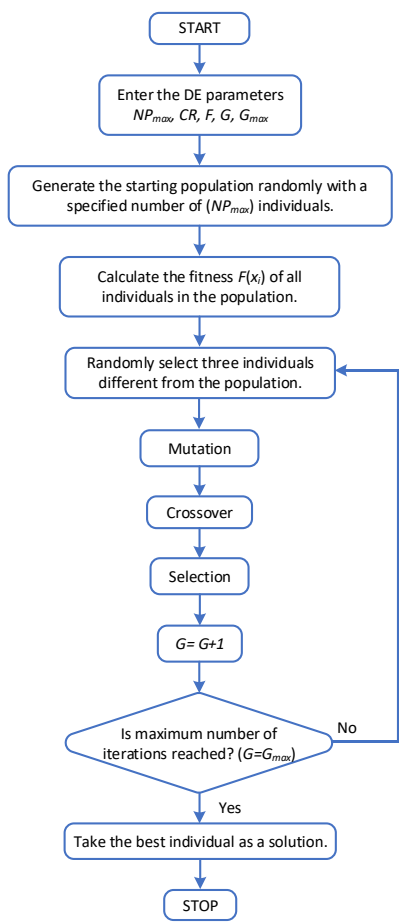 START
Enter the DE parameters
NPmax, CR, F, G, Gmax
Generate the starting population randomly with a
specified number of (NPmax) individuals.
Calculate the fitness F(xi) of all
individuals in the population.
Randomly select three individuals
different from the population.
Mutation
Crossover
Selection
G= G+1
Is maximum number of
iterations reached? (G=Gmax)
No
Yes
Take the best individual as a solution.
STOP